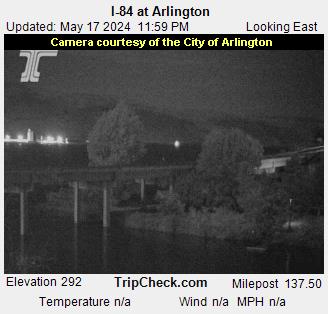 I-84 at Arlington
Updated: May 17 2024 11:59 PM Looking East
Camera courtesy of the City of Arlington
Elevation 292 TripCheck.com Milepost 137.50
Temperature n/a Wind n/a MPH n/a